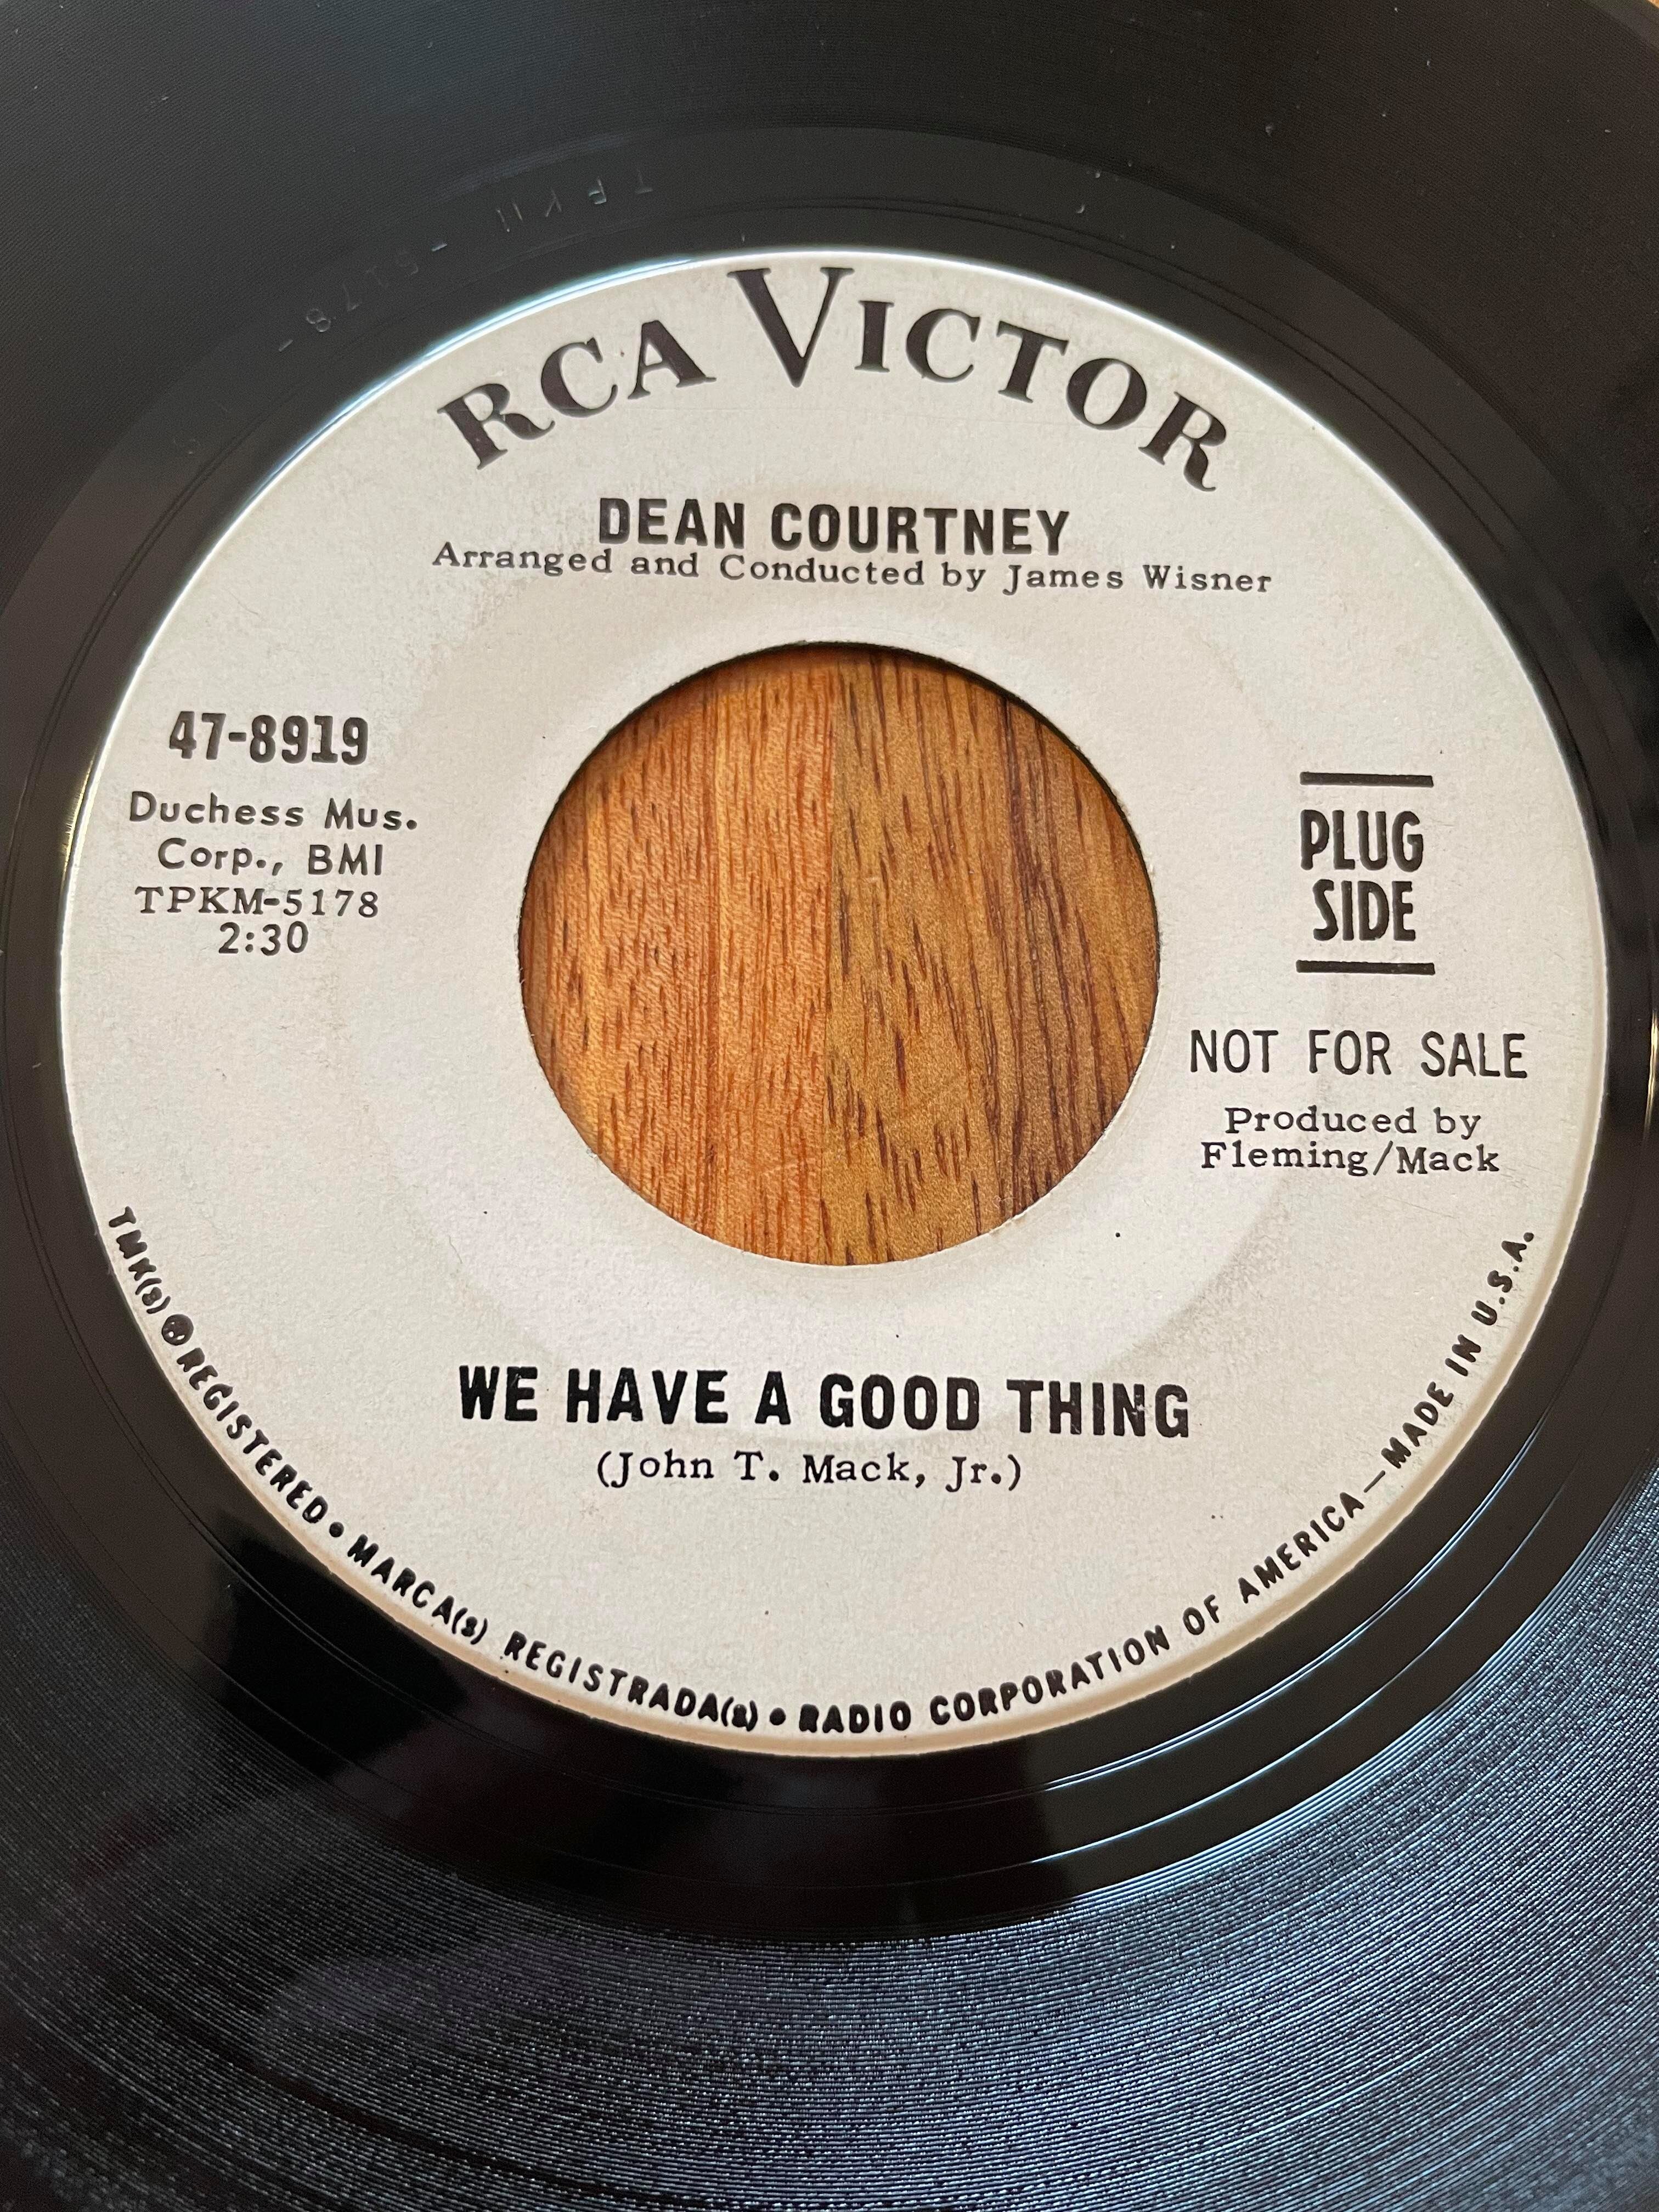 RCA VICTOR
DEAN COURTNEY
Arranged and Conducted by James Wisner
47-8919
Duchess Mus.
Corp., BMI
TPKM-5178
2:30
PLUG
SIDE
NOT FOR SALE
Produced by
Fleming/Mack
WE HAVE A GOOD THING
(John T. Mack, Jr.)
TMK(s) ® REGISTERED • MARCA(s) REGISTRADA(s) • RADIO CORPORATION OF AMERICA—MADE IN U.S.A.